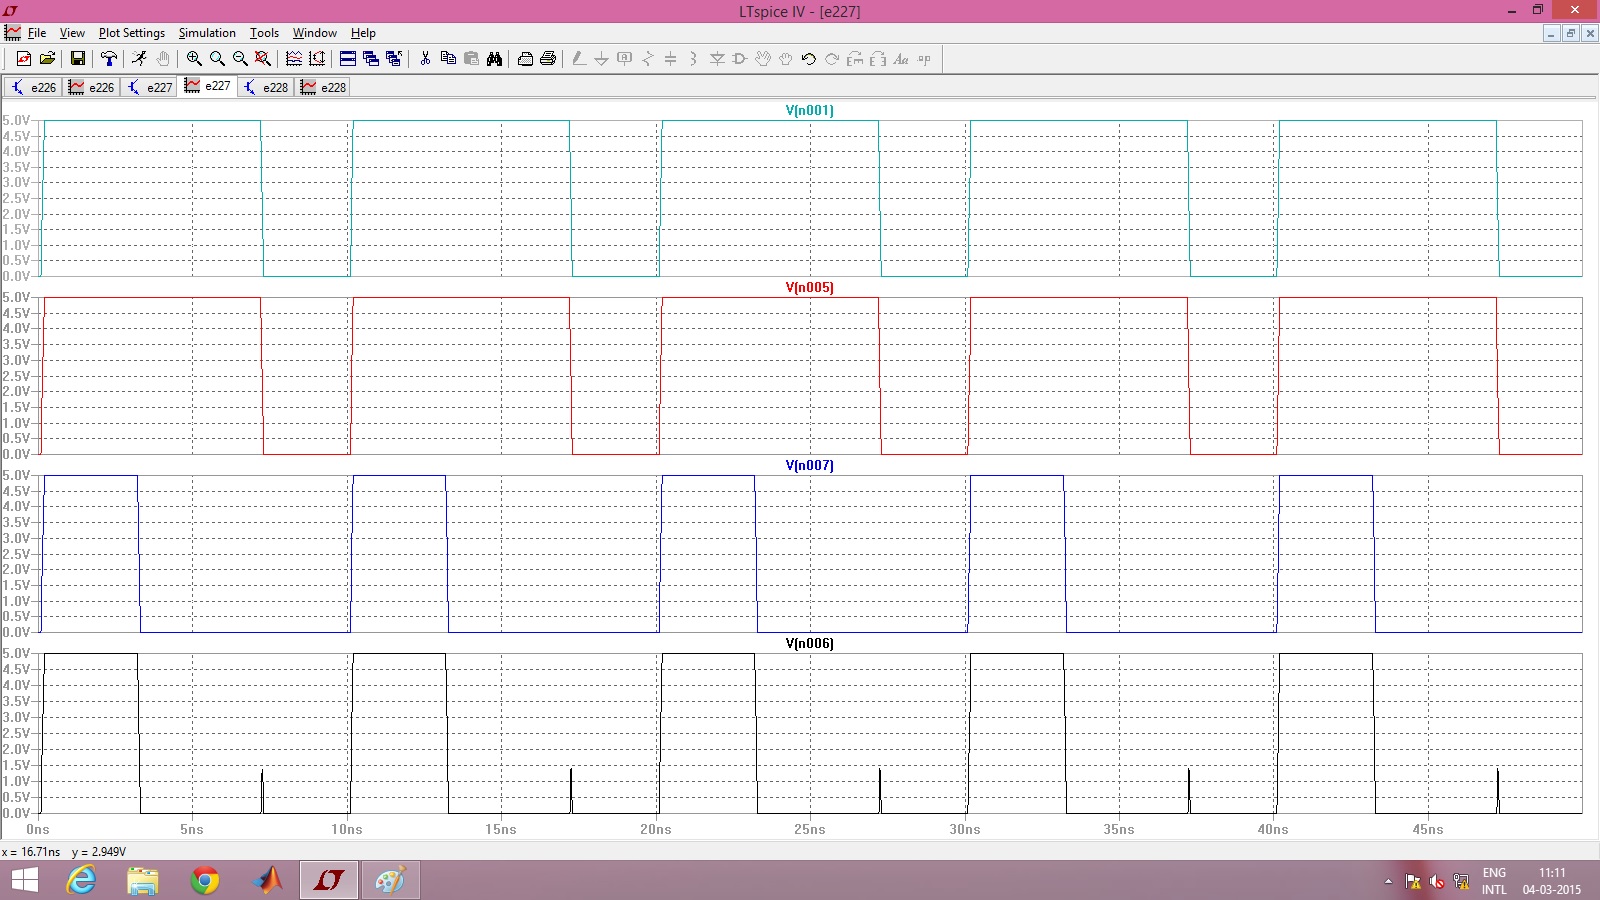 LTspice IV - [e227]
File View Plot Settings Simulation Tools Window Help
e226 e226 e227 e227 e228 e228
V(n001)
5.0V
4.5V
4.0V
3.5V
3.0V
2.5V
2.0V
1.5V
1.0V
0.5V
0.0V
V(n005)
5.0V
4.5V
4.0V
3.5V
3.0V
2.5V
2.0V
1.5V
1.0V
0.5V
0.0V
V(n007)
5.0V
4.5V
4.0V
3.5V
3.0V
2.5V
2.0V
1.5V
1.0V
0.5V
0.0V
V(n006)
5.0V
4.5V
4.0V
3.5V
3.0V
2.5V
2.0V
1.5V
1.0V
0.5V
0.0V
0ns 5ns 10ns 15ns 20ns 25ns 30ns 35ns 40ns 45ns
x = 16.71ns y = 2.949V
ENG 11:11
INTL 04-03-2015